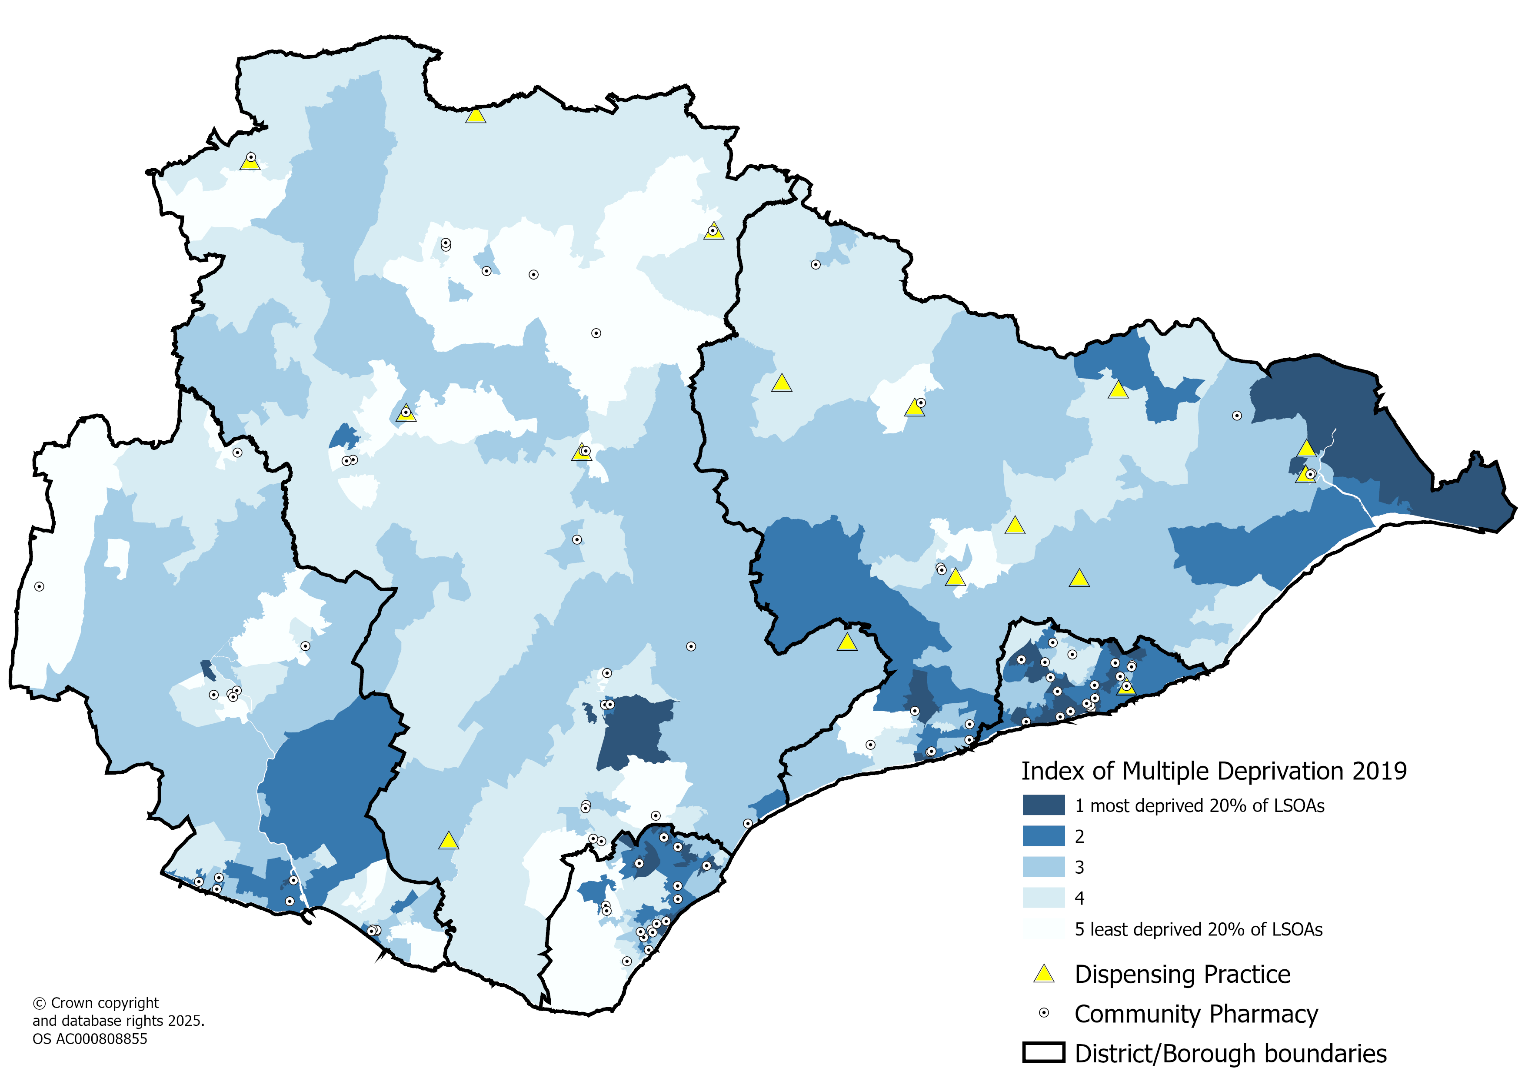 Index of Multiple Deprivation 2019
1 most deprived 20% of LSOAs
2
3
4
5 least deprived 20% of LSOAs
Dispensing Practice
Community Pharmacy
District/Borough boundaries
© Crown copyright
and database rights 2025.
OS AC000808855